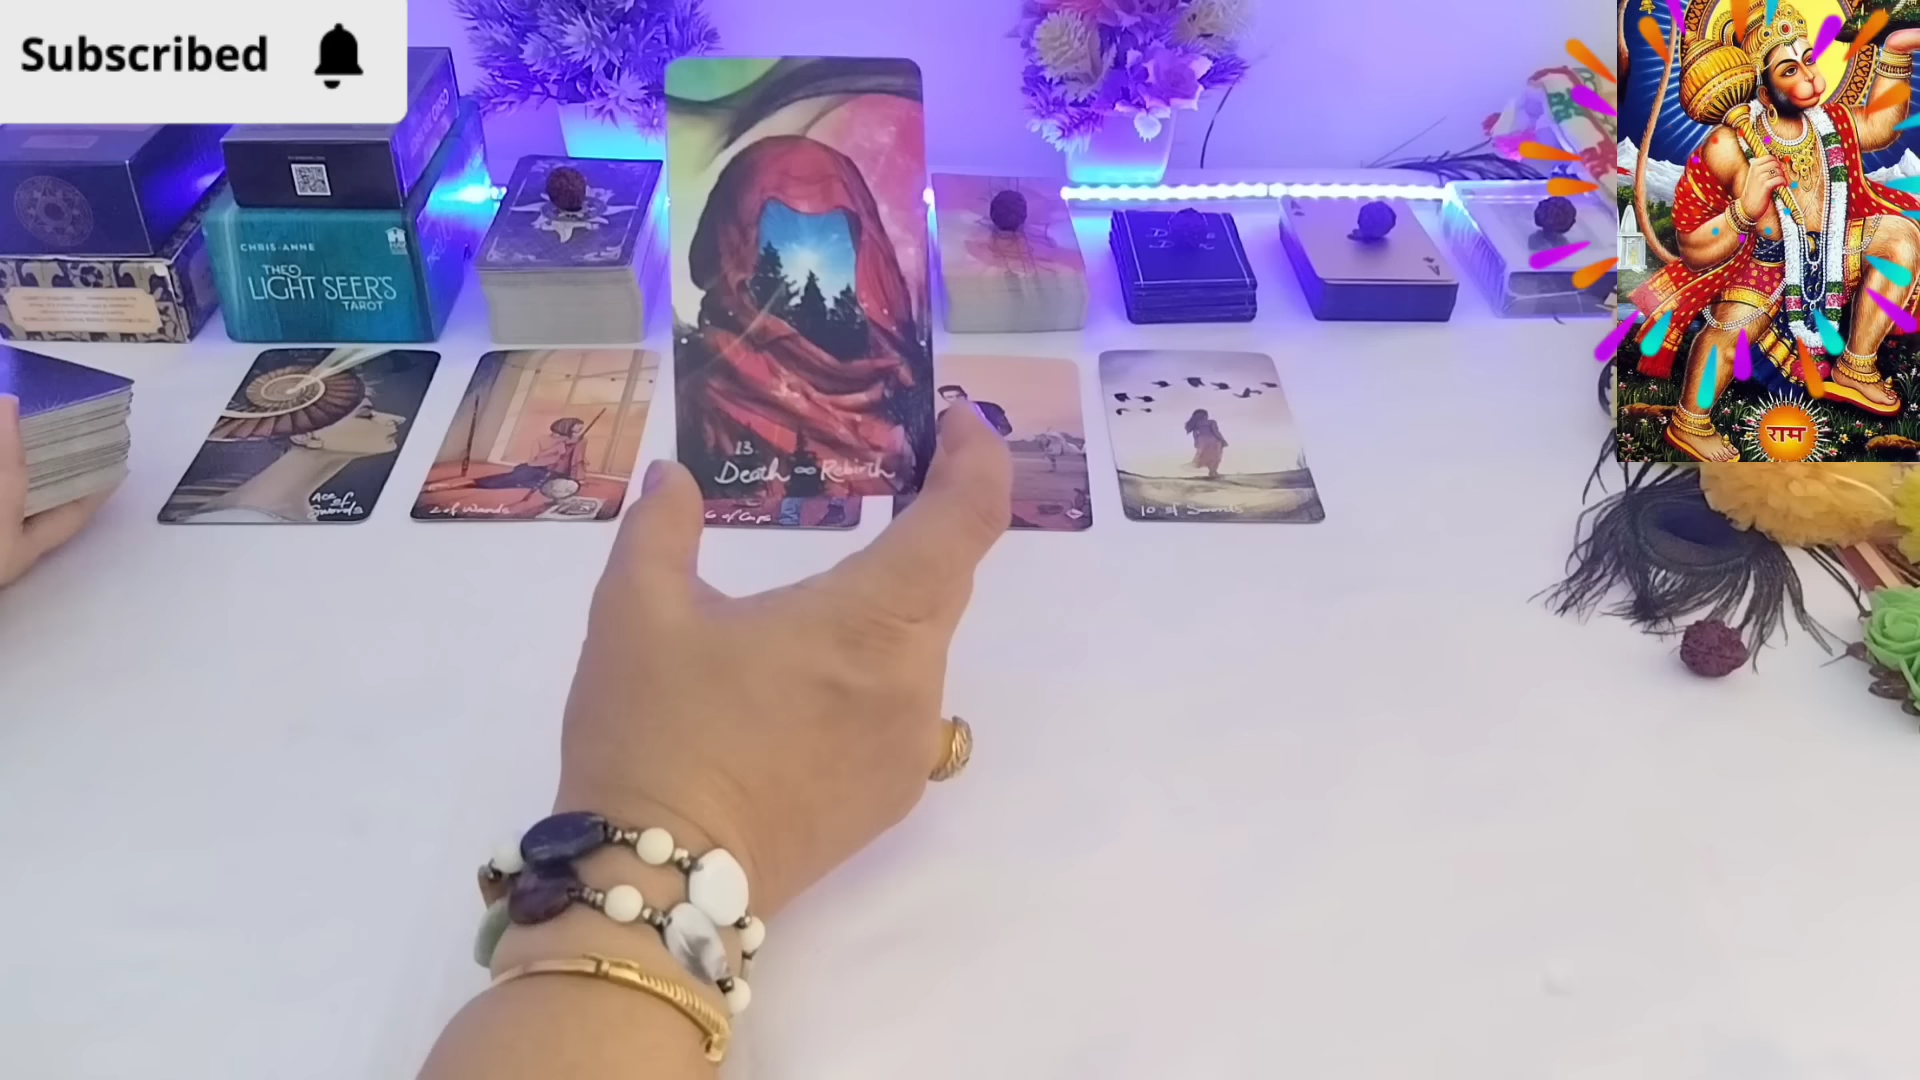 Subscribed
CHRIS-ANNE
THE
LIGHT SEER'S
TAROT
13.
Death ∞ Rebirth
Ace
of
Swords
2 of Wands
6 of Cups
10 of Swords
राम